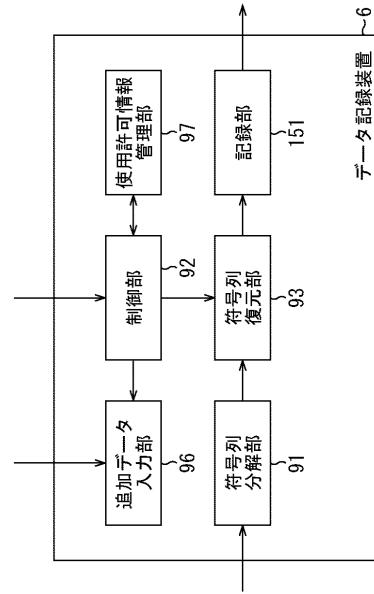 追加データ
入力部
96
制御部
92
使用許可情報
管理部
97
符号列
分解部
91
符号列
復元部
93
記録部
151
データ記録装置
6